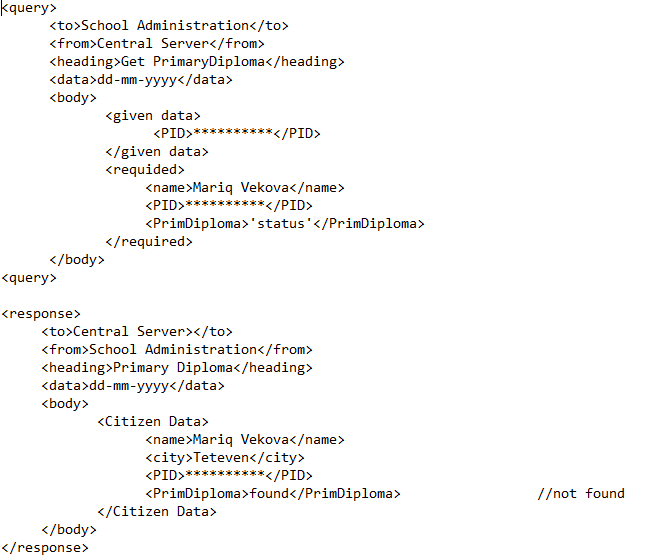 <query>
<to>School Administration</to>
<from>Central Server</from>
<heading>Get PrimaryDiploma</heading>
<data>dd-mm-yyyy</data>
<body>
<given data>
<PID>**********</PID>
</given data>
<requided>
<name>Mariq Vekova</name>
<PID>**********</PID>
<PrimDiploma>'status'</PrimDiploma>
</required>
</body>
<query>
<response>
<to>Central Server></to>
<from>School Administration</from>
<heading>Primary Diploma</heading>
<data>dd-mm-yyyy</data>
<body>
<Citizen Data>
<name>Mariq Vekova</name>
<city>Teteven</city>
<PID>**********</PID>
<PrimDiploma>found</PrimDiploma> //not found
</Citizen Data>
</body>
</response>